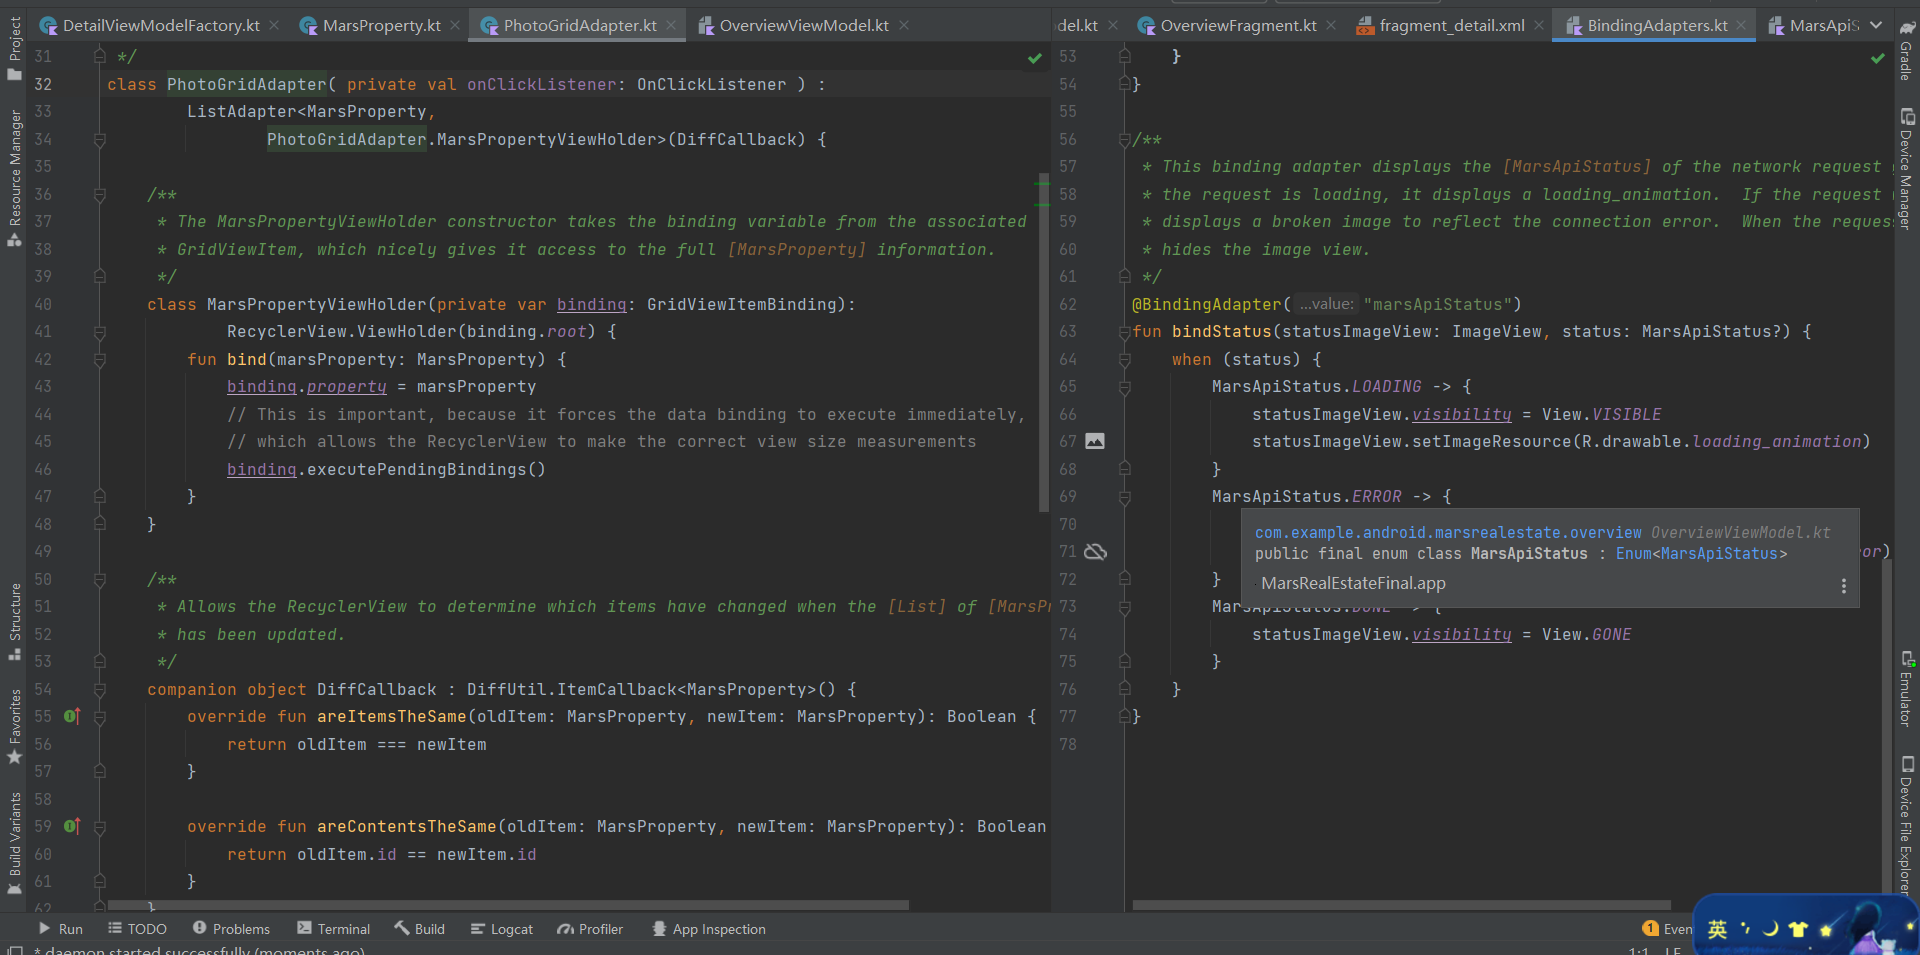 DetailViewModelFactory.kt MarsProperty.kt PhotoGridAdapter.kt OverviewViewModel.kt
del.kt OverviewFragment.kt fragment_detail.xml BindingAdapters.kt MarsApiS
Project
Resource Manager
Structure
Favorites
Build Variants
31 */
32 class PhotoGridAdapter( private val onClickListener: OnClickListener ) :
33 ListAdapter<MarsProperty,
34 PhotoGridAdapter.MarsPropertyViewHolder>(DiffCallback) {
35
36 /**
37 * The MarsPropertyViewHolder constructor takes the binding variable from the associated
38 * GridViewItem, which nicely gives it access to the full [MarsProperty] information.
39 */
40 class MarsPropertyViewHolder(private var binding: GridViewItemBinding):
41 RecyclerView.ViewHolder(binding.root) {
42 fun bind(marsProperty: MarsProperty) {
43 binding.property = marsProperty
44 // This is important, because it forces the data binding to execute immediately,
45 // which allows the RecyclerView to make the correct view size measurements
46 binding.executePendingBindings()
47 }
48 }
49
50 /**
51 * Allows the RecyclerView to determine which items have changed when the [List] of [MarsPr
52 * has been updated.
53 */
54 companion object DiffCallback : DiffUtil.ItemCallback<MarsProperty>() {
55 override fun areItemsTheSame(oldItem: MarsProperty, newItem: MarsProperty): Boolean {
56 return oldItem === newItem
57 }
58
59 override fun areContentsTheSame(oldItem: MarsProperty, newItem: MarsProperty): Boolean
60 return oldItem.id == newItem.id
61 }
62 }
53 }
54 }
55
56 /**
57 * This binding adapter displays the [MarsApiStatus] of the network request
58 * the request is loading, it displays a loading_animation.  If the request
59 * displays a broken image to reflect the connection error.  When the reques
60 * hides the image view.
61 */
62 @BindingAdapter( ...value: "marsApiStatus")
63 fun bindStatus(statusImageView: ImageView, status: MarsApiStatus?) {
64 when (status) {
65 MarsApiStatus.LOADING -> {
66 statusImageView.visibility = View.VISIBLE
67 statusImageView.setImageResource(R.drawable.loading_animation)
68 }
69 MarsApiStatus.ERROR -> {
70
71 or)
72 }
73 MarsApiStatus.DONE -> {
74 statusImageView.visibility = View.GONE
75 }
76 }
77 }
78
com.example.android.marsrealestate.overview OverviewViewModel.kt
public final enum class MarsApiStatus : Enum<MarsApiStatus>
MarsRealEstateFinal.app
Gradle
Device Manager
Emulator
Device File Explorer
Run TODO Problems Terminal Build Logcat Profiler App Inspection 1 Even
* daemon started successfully (moments ago) 1:1 LF
英